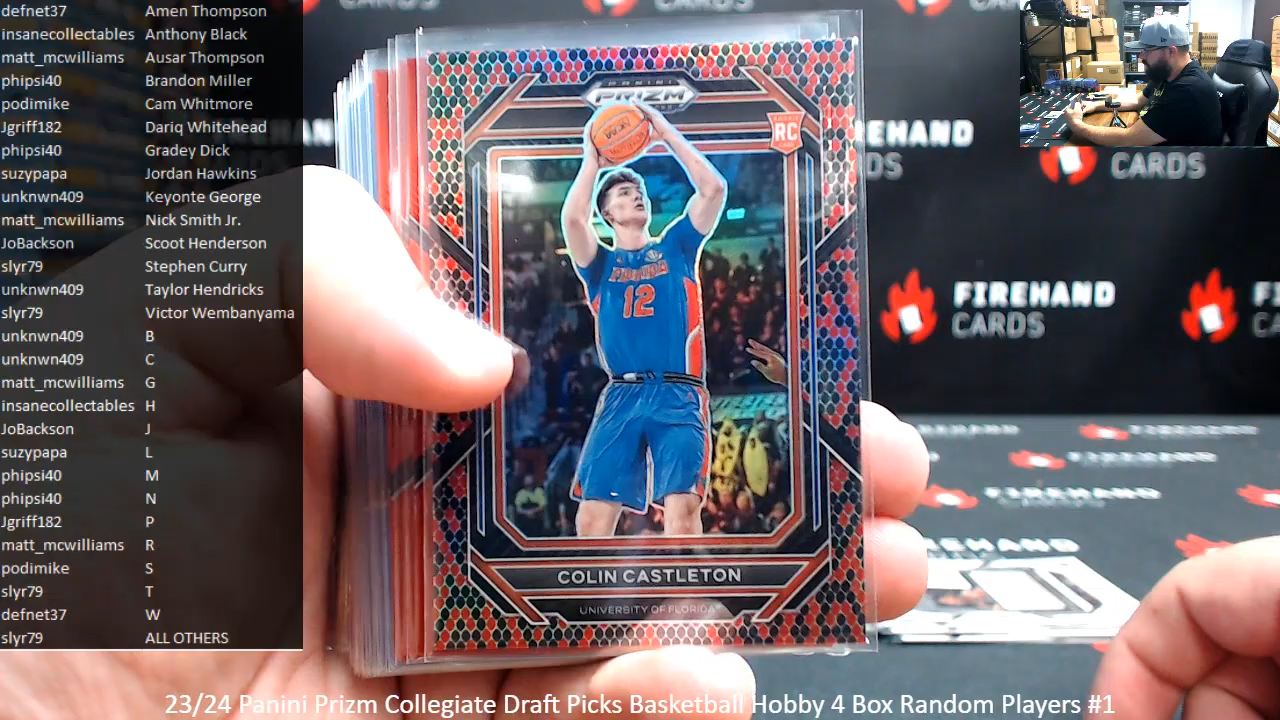 defnet37 Amen Thompson
insanecollectables Anthony Black
matt_mcwilliams Ausar Thompson
phipsi40 Brandon Miller
podimike Cam Whitmore
Jgriff182 Dariq Whitehead
phipsi40 Gradey Dick
suzypapa Jordan Hawkins
unknwn409 Keyonte George
matt_mcwilliams Nick Smith Jr.
JoBackson Scoot Henderson
slyr79 Stephen Curry
unknwn409 Taylor Hendricks
slyr79 Victor Wembanyama
unknwn409 B
unknwn409 C
matt_mcwilliams G
insanecollectables H
JoBackson J
suzypapa L
phipsi40 M
phipsi40 N
Jgriff182 P
matt_mcwilliams R
podimike S
slyr79 T
defnet37 W
slyr79 ALL OTHERS
PANINI
PRIZM
ROOKIE
RC
FLORIDA
12
COLIN CASTLETON
UNIVERSITY OF FLORIDA
CARDS
FIREHAND
CARDS
FIREHAND
23/24 Panini Prizm Collegiate Draft Picks Basketball Hobby 4 Box Random Players #1